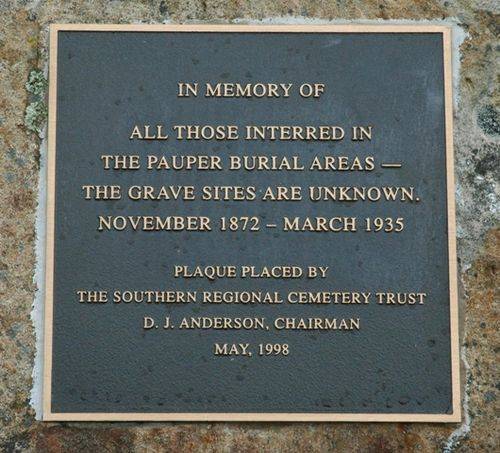 IN MEMORY OF
ALL THOSE INTERRED IN
THE PAUPER BURIAL AREAS —
THE GRAVE SITES ARE UNKNOWN.
NOVEMBER 1872 – MARCH 1935
PLAQUE PLACED BY
THE SOUTHERN REGIONAL CEMETERY TRUST
D. J. ANDERSON, CHAIRMAN
MAY, 1998